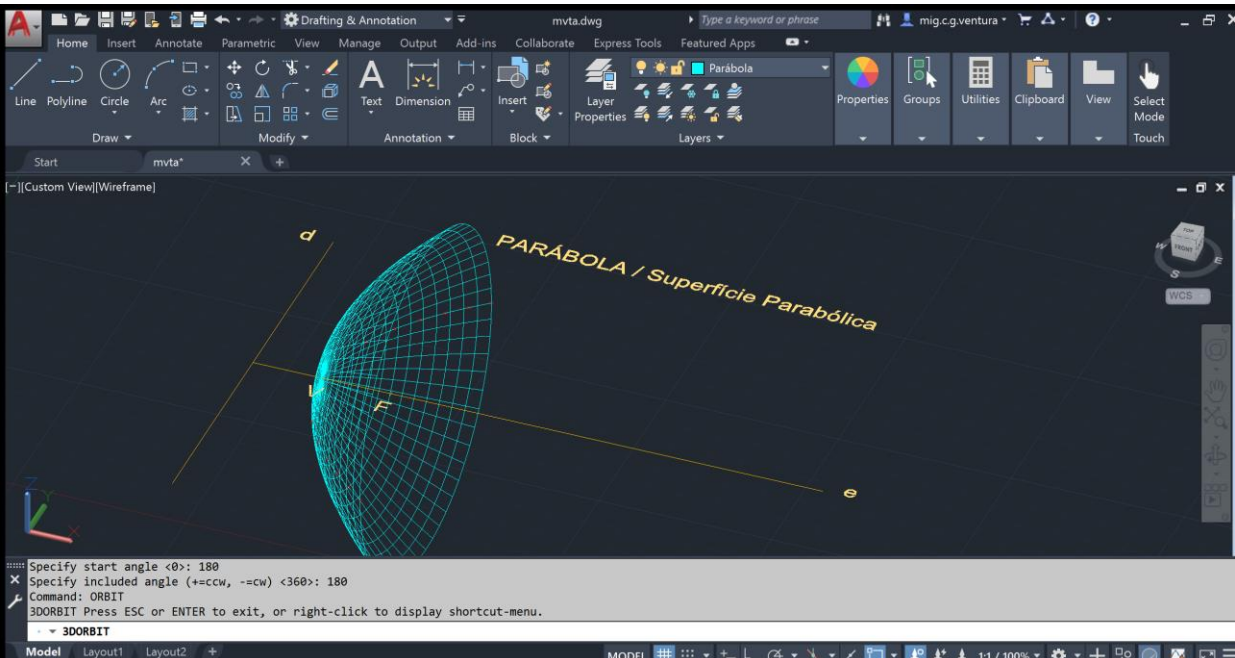 Drafting & Annotation
mvta.dwg
Type a keyword or phrase
mig.c.g.ventura
Home Insert Annotate Parametric View Manage Output Add-ins Collaborate Express Tools Featured Apps
Parábola
Line Polyline Circle Arc
Text Dimension
Insert
Layer Properties
Properties Groups Utilities Clipboard View Select Mode
Draw Modify Annotation Block Layers Touch
Start mvta* +
[-][Custom View][Wireframe]
d
PARÁBOLA / Superfície Parabólica
TOP
FRONT
W
E
S
WCS
F
e
Z
Y
X
Specify start angle <0>: 180
Specify included angle (+=ccw, -=cw) <360>: 180
Command: ORBIT
3DORBIT Press ESC or ENTER to exit, or right-click to display shortcut-menu.
3DORBIT
Model Layout1 Layout2 +
MODEL 1:1 / 100%